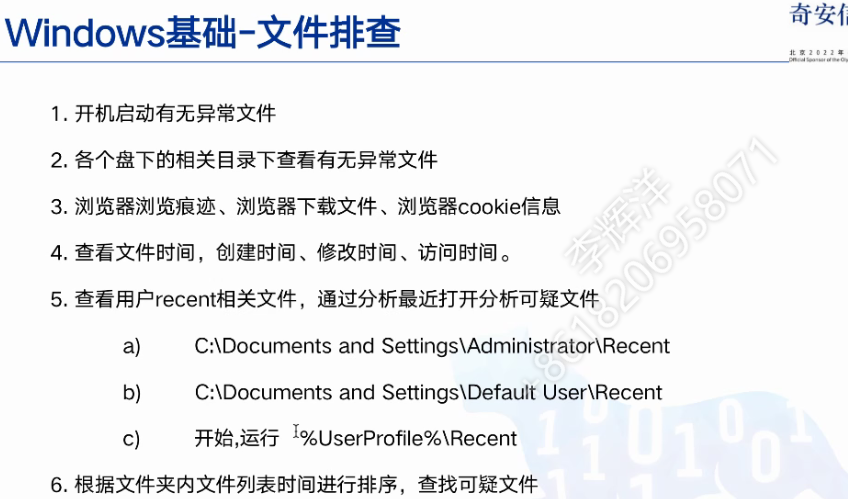 Windows基础-文件排查
奇安信
北京2022年
Official Sponsor of the Oly
1. 开机启动有无异常文件
2. 各个盘下的相关目录下查看有无异常文件
3. 浏览器浏览痕迹、浏览器下载文件、浏览器cookie信息
4. 查看文件时间，创建时间、修改时间、访问时间。
5. 查看用户recent相关文件，通过分析最近打开分析可疑文件
a) C:\Documents and Settings\Administrator\Recent
b) C:\Documents and Settings\Default User\Recent
c) 开始,运行 %UserProfile%\Recent
6. 根据文件夹内文件列表时间进行排序，查找可疑文件
李辉洋
+8618206958071